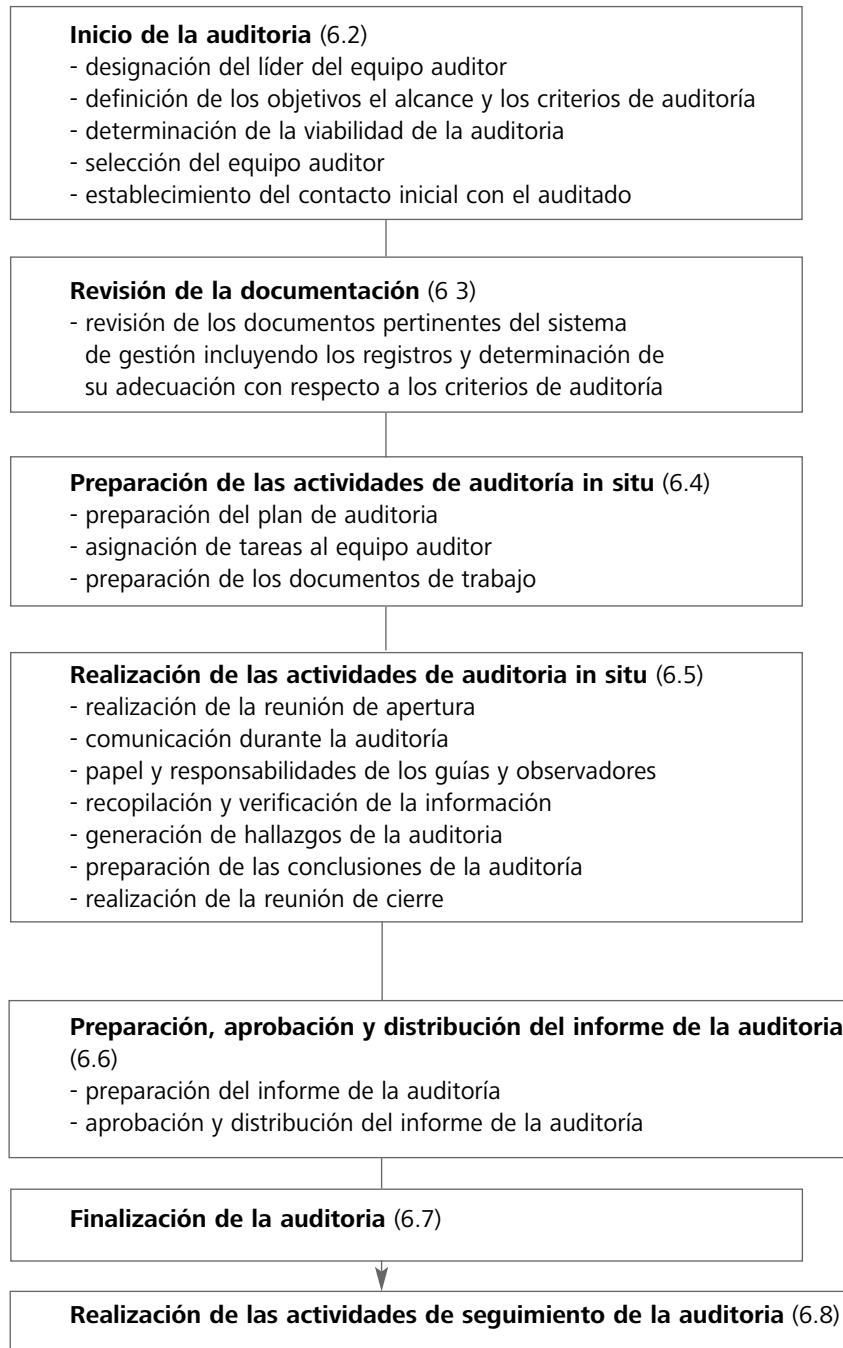 Inicio de la auditoria (6.2)
- designación del líder del equipo auditor
- definición de los objetivos el alcance y los criterios de auditoría
- determinación de la viabilidad de la auditoria
- selección del equipo auditor
- establecimiento del contacto inicial con el auditado
Revisión de la documentación (6 3)
- revisión de los documentos pertinentes del sistema
de gestión incluyendo los registros y determinación de
su adecuación con respecto a los criterios de auditoría
Preparación de las actividades de auditoría in situ (6.4)
- preparación del plan de auditoria
- asignación de tareas al equipo auditor
- preparación de los documentos de trabajo
Realización de las actividades de auditoria in situ (6.5)
- realización de la reunión de apertura
- comunicación durante la auditoría
- papel y responsabilidades de los guías y observadores
- recopilación y verificación de la información
- generación de hallazgos de la auditoria
- preparación de las conclusiones de la auditoría
- realización de la reunión de cierre
Preparación, aprobación y distribución del informe de la auditoria
(6.6)
- preparación del informe de la auditoría
- aprobación y distribución del informe de la auditoría
Finalización de la auditoria (6.7)
Realización de las actividades de seguimiento de la auditoria (6.8)